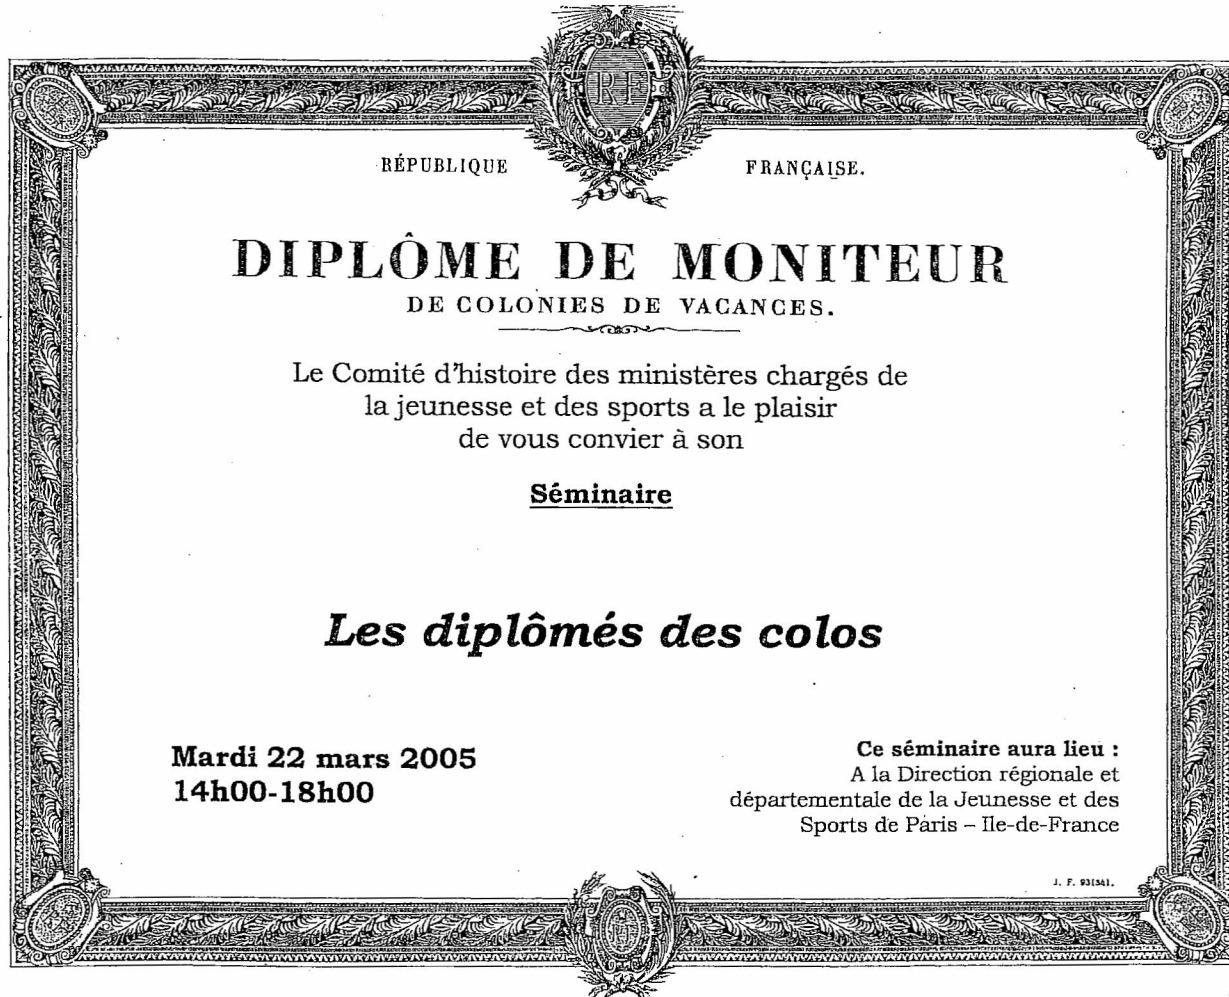 RF
RÉPUBLIQUE FRANÇAISE.
DIPLÔME DE MONITEUR
DE COLONIES DE VACANCES.
Le Comité d'histoire des ministères chargés de
la jeunesse et des sports a le plaisir
de vous convier à son
Séminaire
Les diplômés des colos
Mardi 22 mars 2005
14h00-18h00
Ce séminaire aura lieu :
A la Direction régionale et
départementale de la Jeunesse et des
Sports de Paris – Ile-de-France
J. F. 931541.